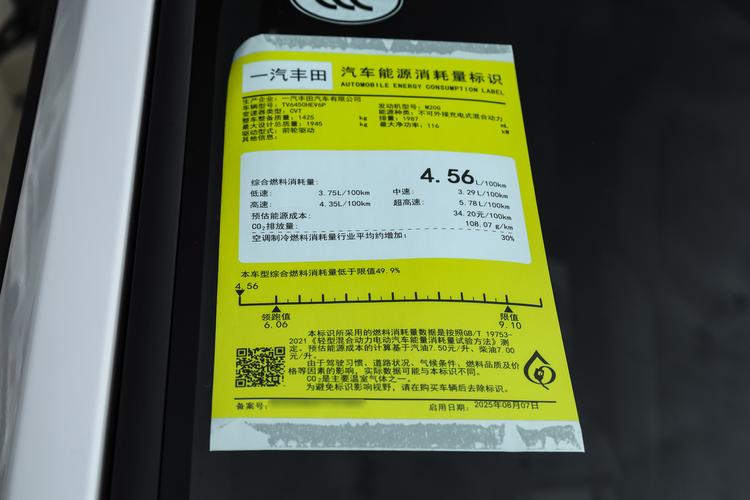 一汽丰田
汽车能源消耗量标识
AUTOMOBILE ENERGY CONSUMPTION LABEL
生产企业: 一汽丰田汽车有限公司
车辆型号: TV6450HEV6P 发动机型号: M20G
变速器类型: CVT 能源种类: 不可外接充电式混合动力
整车整备质量: 1425 kg 排量: 1987 mL
最大设计总质量: 1945 kg 最大净功率: 116 kW
驱动型式: 前轮驱动
其他信息:
综合燃料消耗量: 4.56 L/100km
低速: 3.75L/100km 中速: 3.29L/100km
高速: 4.35L/100km 超高速: 5.78L/100km
预估能源成本: 34.20元/100km
CO₂排放量: 108.07 g/km
空调制冷燃料消耗量行业平均约增加: 30%
本车型综合燃料消耗量低于限值49.9%
4.56
领跑值 限值
6.06 9.10
本标识所采用的燃料消耗量数据是按照GB/T 19753-
2021《轻型混合动力电动汽车能量消耗量试验方法》测
定。预估能源成本的计算基于汽油7.50元/升、柴油7.00
元/升。
由于驾驶习惯、道路状况、气候条件、燃料品质及价
格等因素的影响,实际数据可能与本标识不同。
CO₂是主要温室气体之一。
为避免标识影响视野,请在购买车辆后去除标识。
备案号: 启用日期: 2025年08月07日